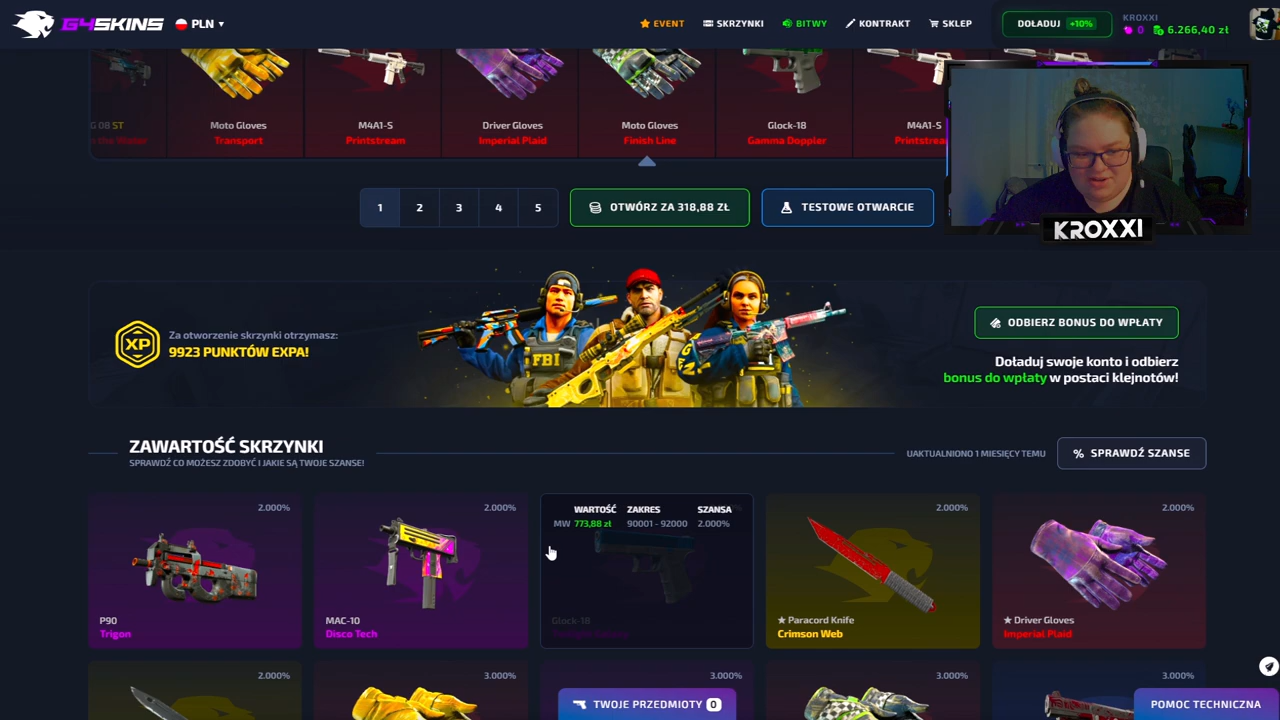 G4SKINS
PLN
EVENT
SKRZYNKI
BITWY
KONTRAKT
SKLEP
DOŁADUJ +10%
KROXXI
0 6.266,40 zł
G 08 ST
Moto Gloves
Transport
M4A1-S
Printstream
Driver Gloves
Imperial Plaid
Moto Gloves
Finish Line
Glock-18
Gamma Doppler
M4A1-S
Printstream
1
2
3
4
5
OTWÓRZ ZA 318,88 ZŁ
TESTOWE OTWARCIE
KROXXI
XP
Za otworzenie skrzynki otrzymasz:
9923 PUNKTÓW EXPA!
FBI
ODBIERZ BONUS DO WPŁATY
Doładuj swoje konto i odbierz
bonus do wpłaty w postaci klejnotów!
ZAWARTOŚĆ SKRZYNKI
SPRAWDŹ CO MOŻESZ ZDOBYĆ I JAKIE SĄ TWOJE SZANSE!
UAKTUALNIONO 1 MIESIĘCY TEMU
% SPRAWDŹ SZANSE
2.000%
P90
Trigon
2.000%
MAC-10
Disco Tech
WARTOŚĆ ZAKRES SZANSA
MW 773,88 zł 90001 - 92000 2.000%
Glock-18
2.000%
★ Paracord Knife
Crimson Web
2.000%
★ Driver Gloves
Imperial Plaid
2.000%
3.000%
3.000%
3.000%
3.000%
TWOJE PRZEDMIOTY 0
POMOC TECHNICZNA